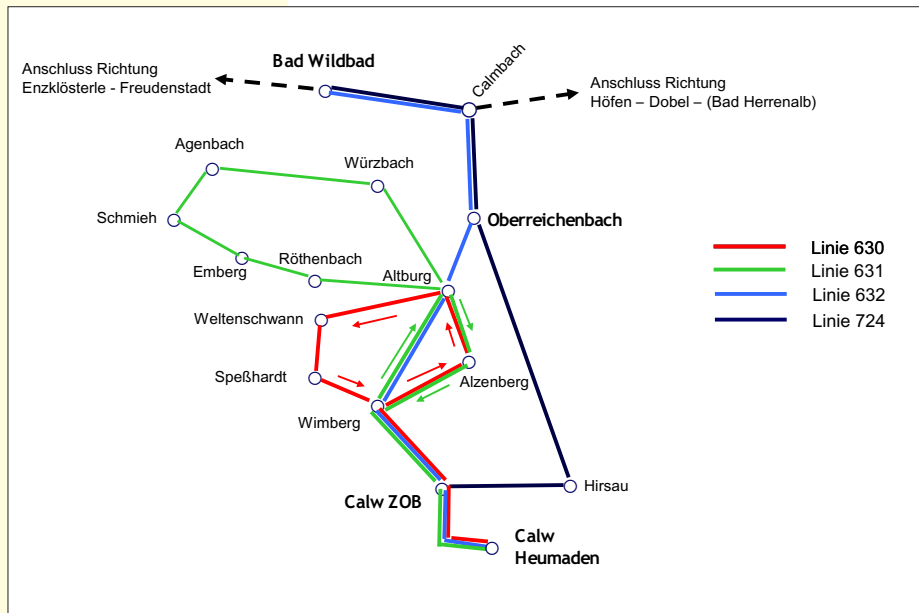 Bad Wildbad
Calmbach
Anschluss Richtung
Enzklösterle - Freudenstadt
Anschluss Richtung
Höfen – Dobel – (Bad Herrenalb)
Agenbach
Würzbach
Schmieh
Oberreichenbach
Emberg
Röthenbach
Altburg
Linie 630
Linie 631
Linie 632
Linie 724
Weltenschwann
Speßhardt
Alzenberg
Wimberg
Hirsau
Calw ZOB
Calw
Heumaden